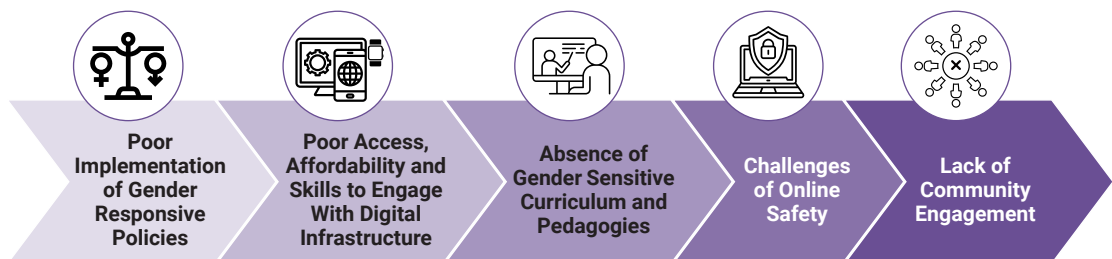 Poor
Implementation
of Gender
Responsive
Policies
Poor Access,
Affordability and
Skills to Engage
With Digital
Infrastructure
Absence of
Gender Sensitive
Curriculum and
Pedagogies
Challenges
of Online
Safety
Lack of
Community
Engagement